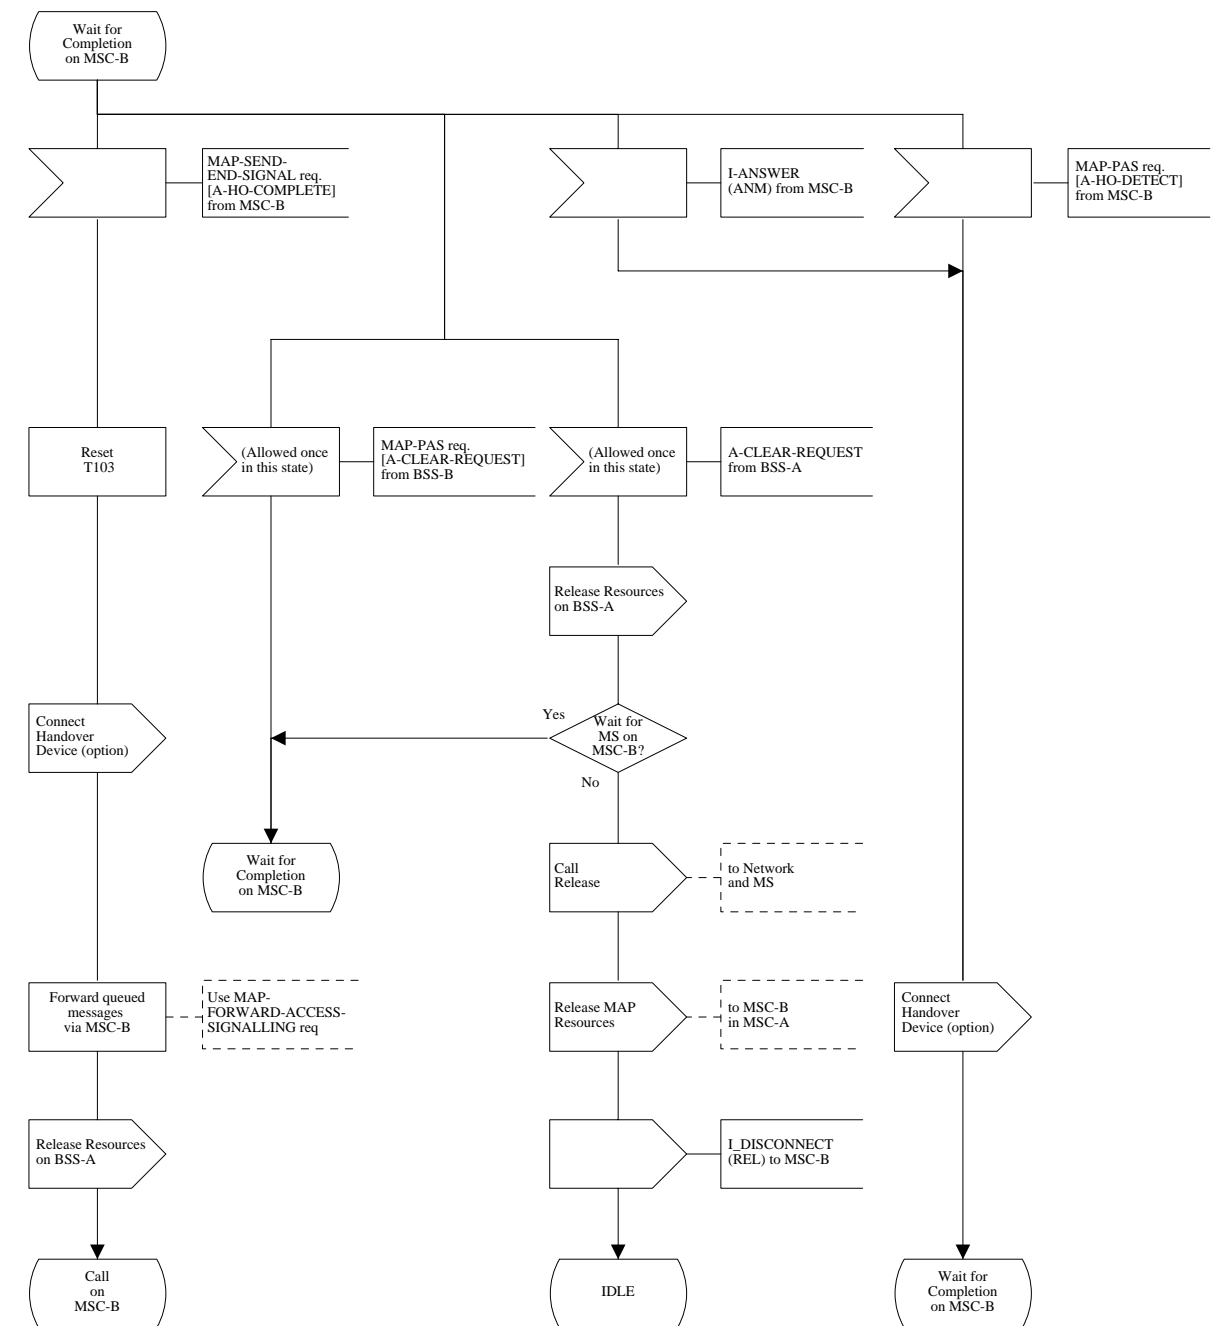 Wait for
Completion
on MSC-B
MAP-SEND-
END-SIGNAL req.
[A-HO-COMPLETE]
from MSC-B
I-ANSWER
(ANM) from MSC-B
MAP-PAS req.
[A-HO-DETECT]
from MSC-B
Reset
T103
(Allowed once
in this state)
MAP-PAS req.
[A-CLEAR-REQUEST]
from BSS-B
(Allowed once
in this state)
A-CLEAR-REQUEST
from BSS-A
Release Resources
on BSS-A
Connect
Handover
Device (option)
Yes
Wait for
MS on
MSC-B?
No
Wait for
Completion
on MSC-B
Call
Release
to Network
and MS
Forward queued
messages
via MSC-B
Use MAP-
FORWARD-ACCESS-
SIGNALLING req
Release MAP
Resources
to MSC-B
in MSC-A
Connect
Handover
Device (option)
Release Resources
on BSS-A
I_DISCONNECT
(REL) to MSC-B
Call
on
MSC-B
IDLE
Wait for
Completion
on MSC-B